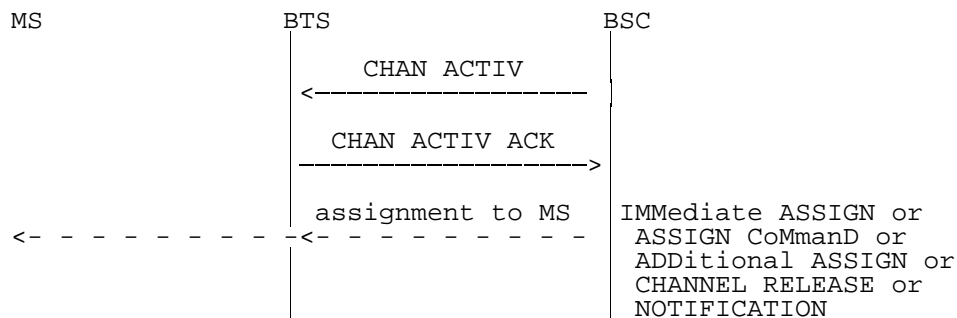 MS BTS BSC
CHAN ACTIV
CHAN ACTIV ACK
assignment to MS IMMediate ASSIGN or
ASSIGN CoMmanD or
ADDitional ASSIGN or
CHANNEL RELEASE or
NOTIFICATION